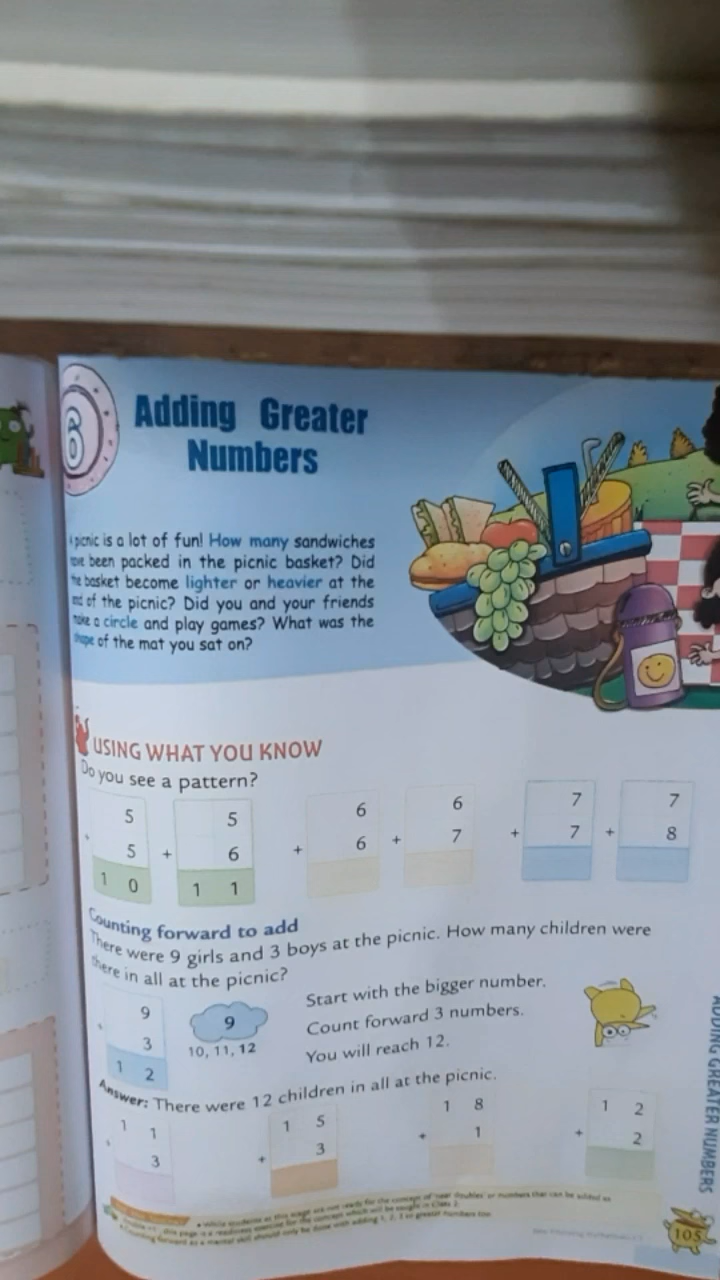 6
Adding Greater
Numbers
picnic is a lot of fun! How many sandwiches
have been packed in the picnic basket? Did
the basket become lighter or heavier at the
end of the picnic? Did you and your friends
make a circle and play games? What was the
shape of the mat you sat on?
USING WHAT YOU KNOW
Do you see a pattern?
5 5 6 6 7 7
+ 5 + 6 + 6 + 7 + 7 + 8
1 0 1 1
Counting forward to add
There were 9 girls and 3 boys at the picnic. How many children were
there in all at the picnic?
9 9 Start with the bigger number.
+ 3 10, 11, 12 Count forward 3 numbers.
1 2 You will reach 12.
Answer: There were 12 children in all at the picnic.
1 1 1 5 1 8 1 2
+ 3 + 3 + 1 + 2
ADDING GREATER NUMBERS
105